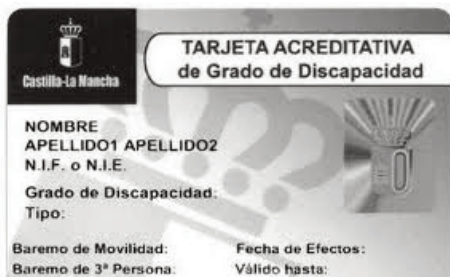 Castilla-La Mancha
TARJETA ACREDITATIVA
de Grado de Discapacidad
NOMBRE
APELLIDO1 APELLIDO2
N.I.F. o N.I.E.
Grado de Discapacidad:
Tipo:
Baremo de Movilidad:
Fecha de Efectos:
Baremo de 3ª Persona:
Válido hasta: